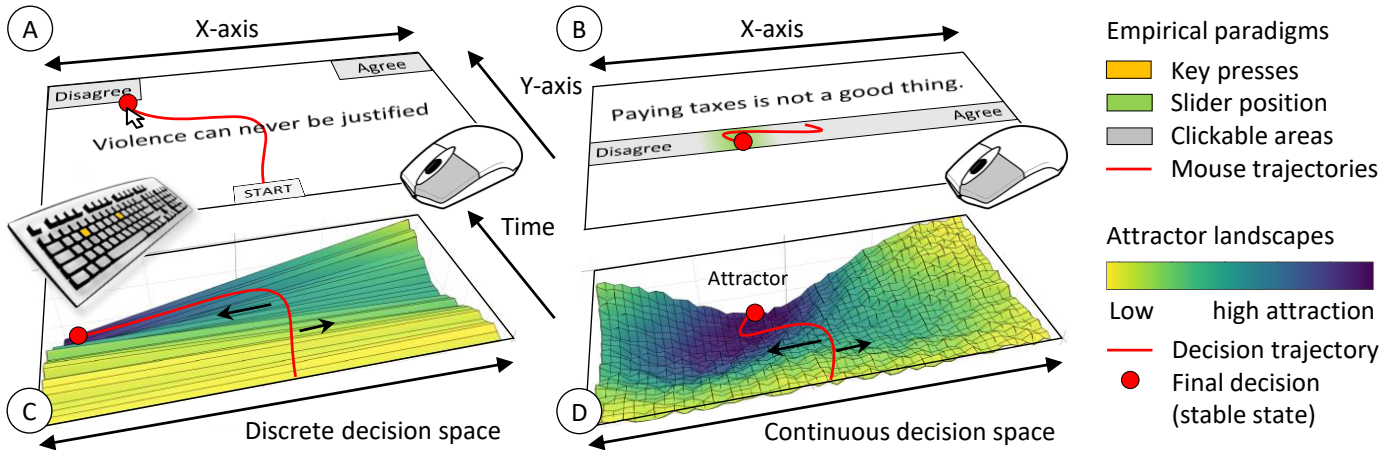 A
X-axis
Disagree
Agree
Violence can never be justified
START
Y-axis
B
X-axis
Paying taxes is not a good thing.
Disagree
Agree
Time
C
Discrete decision space
D
Attractor
Continuous decision space
Empirical paradigms
Key presses
Slider position
Clickable areas
Mouse trajectories
Attractor landscapes
Low high attraction
Decision trajectory
Final decision
(stable state)